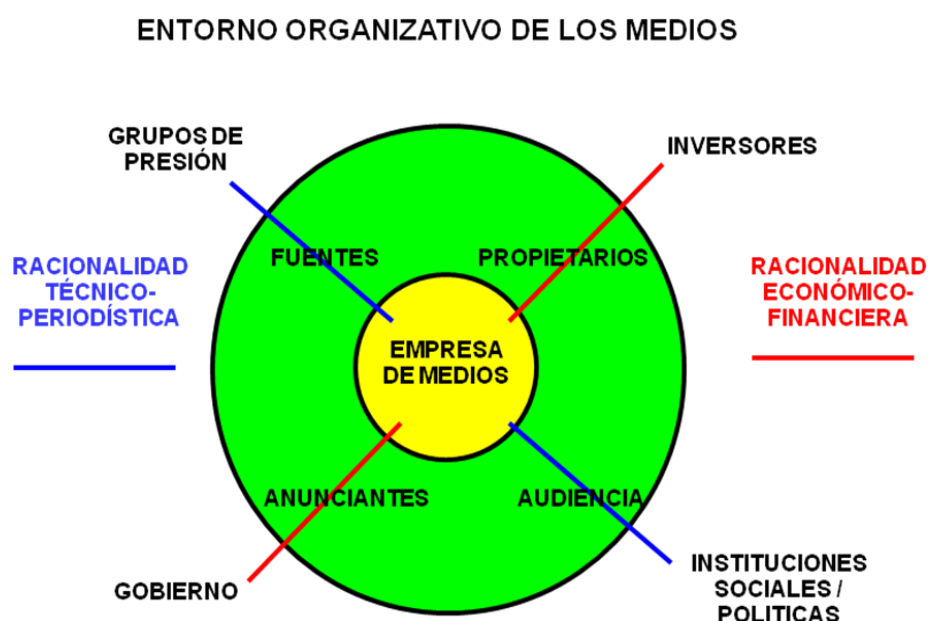 ENTORNO ORGANIZATIVO DE LOS MEDIOS
GRUPOS DE
PRESIÓN
INVERSORES
FUENTES
PROPIETARIOS
RACIONALIDAD
TÉCNICO-
PERIODÍSTICA
RACIONALIDAD
ECONÓMICO-
FINANCIERA
EMPRESA
DE MEDIOS
ANUNCIANTES
AUDIENCIA
GOBIERNO
INSTITUCIONES
SOCIALES /
POLITICAS